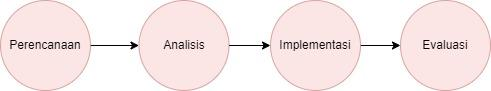 Perencanaan
Analisis
Implementasi
Evaluasi